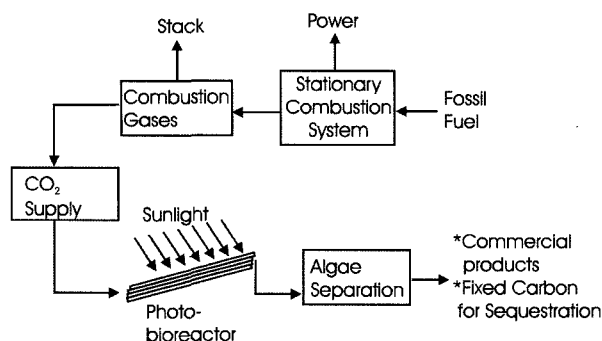 Stack
Power
Combustion
Gases
Stationary
Combustion
System
Fossil
Fuel
CO₂
Supply
Sunlight
Photo-
bioreactor
Algae
Separation
*Commercial
products
*Fixed Carbon
for Sequestration